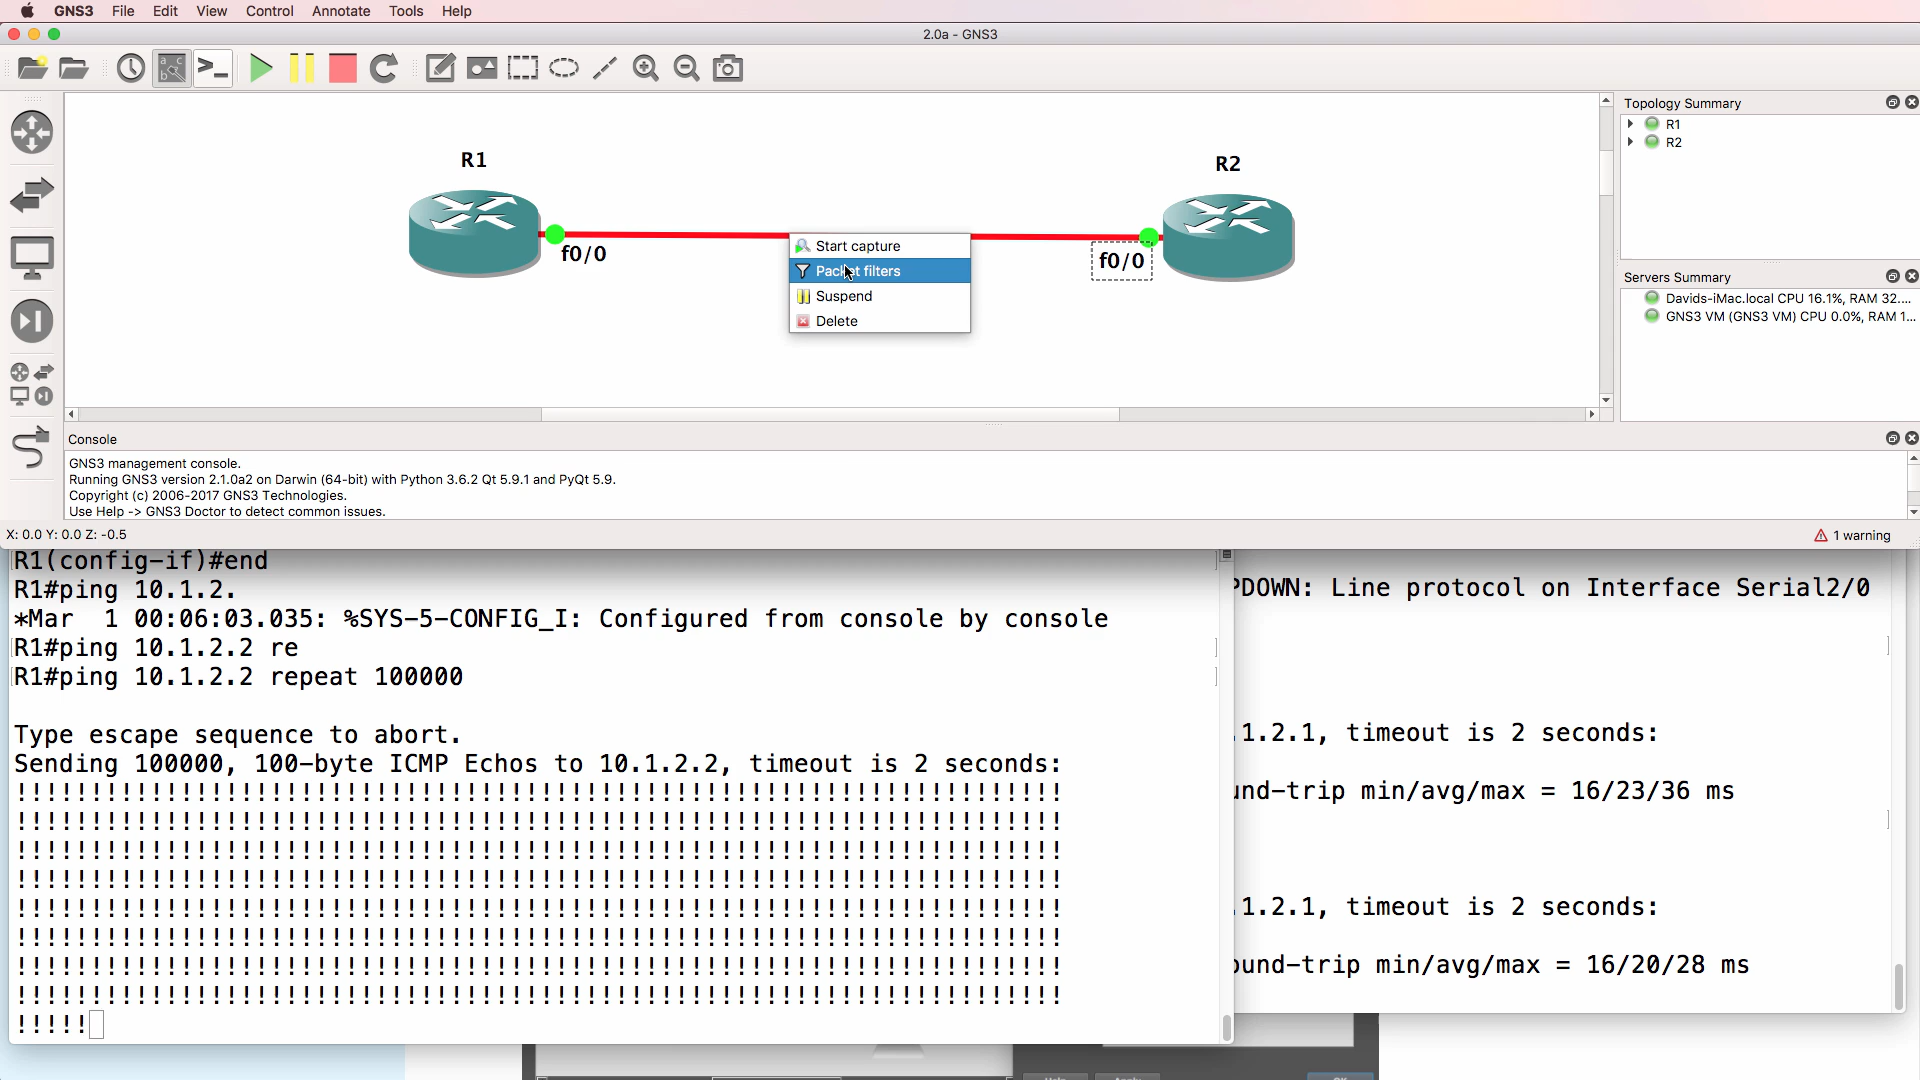 GNS3 File Edit View Control Annotate Tools Help
2.0a - GNS3
R1
R2
f0/0
f0/0
Start capture
Packet filters
Suspend
Delete
Topology Summary
R1
R2
Servers Summary
Davids-iMac.local CPU 16.1%, RAM 32....
GNS3 VM (GNS3 VM) CPU 0.0%, RAM 1...
Console
GNS3 management console.
Running GNS3 version 2.1.0a2 on Darwin (64-bit) with Python 3.6.2 Qt 5.9.1 and PyQt 5.9.
Copyright (c) 2006-2017 GNS3 Technologies.
Use Help -> GNS3 Doctor to detect common issues.
X: 0.0 Y: 0.0 Z: -0.5
1 warning
R1(config-if)#end
R1#ping 10.1.2.
*Mar  1 00:06:03.035: %SYS-5-CONFIG_I: Configured from console by console
R1#ping 10.1.2.2 re
R1#ping 10.1.2.2 repeat 100000
Type escape sequence to abort.
Sending 100000, 100-byte ICMP Echos to 10.1.2.2, timeout is 2 seconds:
!!!!!!!!!!!!!!!!!!!!!!!!!!!!!!!!!!!!!!!!!!!!!!!!!!!!!!!!!!!!!!!!!!!!!!
!!!!!!!!!!!!!!!!!!!!!!!!!!!!!!!!!!!!!!!!!!!!!!!!!!!!!!!!!!!!!!!!!!!!!!
!!!!!!!!!!!!!!!!!!!!!!!!!!!!!!!!!!!!!!!!!!!!!!!!!!!!!!!!!!!!!!!!!!!!!!
!!!!!!!!!!!!!!!!!!!!!!!!!!!!!!!!!!!!!!!!!!!!!!!!!!!!!!!!!!!!!!!!!!!!!!
!!!!!!!!!!!!!!!!!!!!!!!!!!!!!!!!!!!!!!!!!!!!!!!!!!!!!!!!!!!!!!!!!!!!!!
!!!!!!!!!!!!!!!!!!!!!!!!!!!!!!!!!!!!!!!!!!!!!!!!!!!!!!!!!!!!!!!!!!!!!!
!!!!!!!!!!!!!!!!!!!!!!!!!!!!!!!!!!!!!!!!!!!!!!!!!!!!!!!!!!!!!!!!!!!!!!
!!!!!!!!!!!!!!!!!!!!!!!!!!!!!!!!!!!!!!!!!!!!!!!!!!!!!!!!!!!!!!!!!!!!!!
!!!!!
PDOWN: Line protocol on Interface Serial2/0
.1.2.1, timeout is 2 seconds:
und-trip min/avg/max = 16/23/36 ms
.1.2.1, timeout is 2 seconds:
ound-trip min/avg/max = 16/20/28 ms